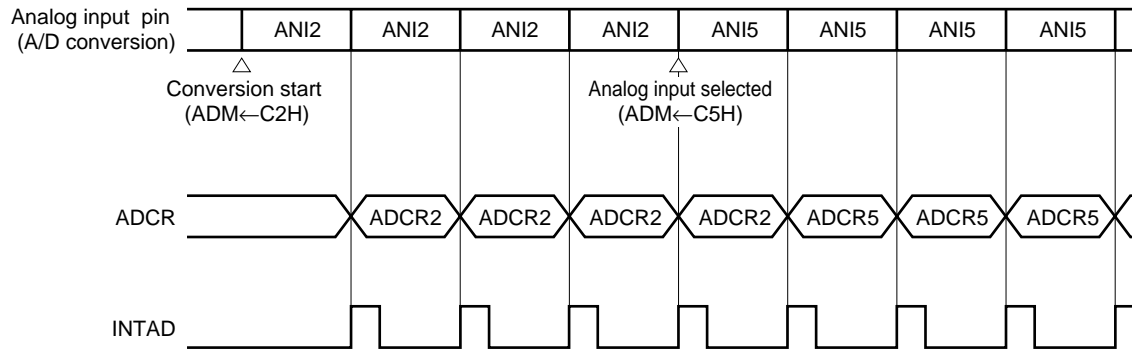 Analog input pin
(A/D conversion)
ANI2 ANI2 ANI2 ANI2 ANI5 ANI5 ANI5 ANI5
Conversion start
(ADM←C2H)
Analog input selected
(ADM←C5H)
ADCR
ADCR2 ADCR2 ADCR2 ADCR2 ADCR5 ADCR5 ADCR5
INTAD